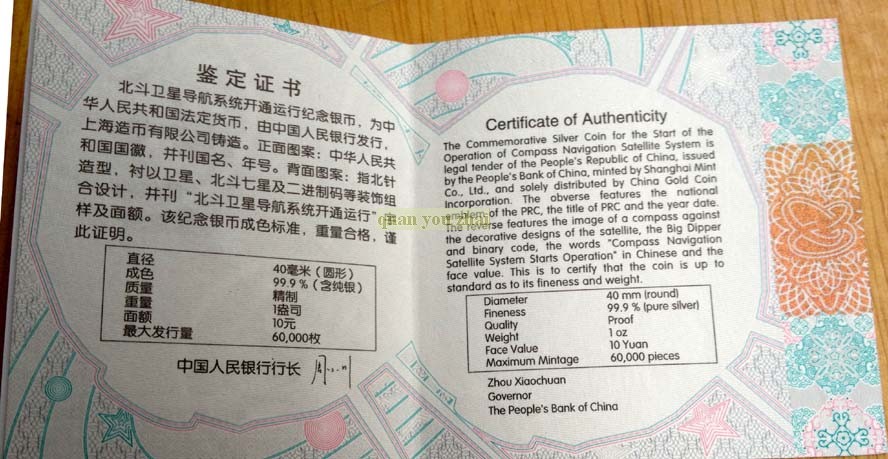 鉴定证书
北斗卫星导航系统开通运行纪念银币，为中
华人民共和国法定货币，由中国人民银行发行，
上海造币有限公司铸造。正面图案：中华人民共
和国国徽，并刊国名、年号。背面图案：指北针
造型，衬以卫星、北斗七星及二进制码等装饰组
合设计，并刊“北斗卫星导航系统开通运行”字
样及面额。该纪念银币成色标准，重量合格，谨
此证明。
直径 40毫米（圆形）
成色 99.9％（含纯银）
质量 精制
重量 1盎司
面额 10元
最大发行量 60,000枚
中国人民银行行长
Certificate of Authenticity
The Commemorative Silver Coin for the Start of the
Operation of Compass Navigation Satellite System is
legal tender of the People's Republic of China, issued
by the People's Bank of China, minted by Shanghai Mint
Co., Ltd., and solely distributed by China Gold Coin
Incorporation. The obverse features the national
emblem of the PRC, the title of PRC and the year date.
The reverse features the image of a compass against
the decorative designs of the satellite, the Big Dipper
and binary code, the words "Compass Navigation
Satellite System Starts Operation" in Chinese and the
face value. This is to certify that the coin is up to
standard as to its fineness and weight.
Diameter 40 mm (round)
Fineness 99.9 % (pure silver)
Quality Proof
Weight 1 oz
Face Value 10 Yuan
Maximum Mintage 60,000 pieces
Zhou Xiaochuan
Governor
The People's Bank of China
quan you zhai